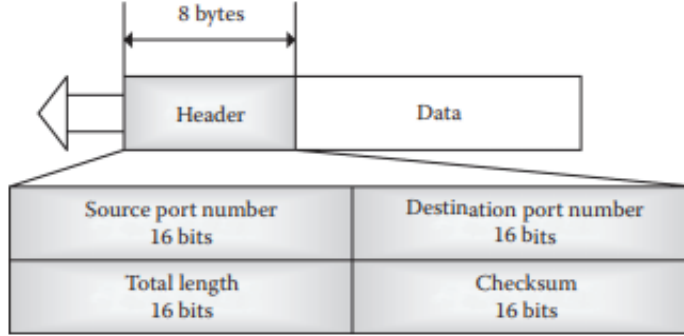 8 bytes
Header
Data
Source port number
16 bits
Destination port number
16 bits
Total length
16 bits
Checksum
16 bits